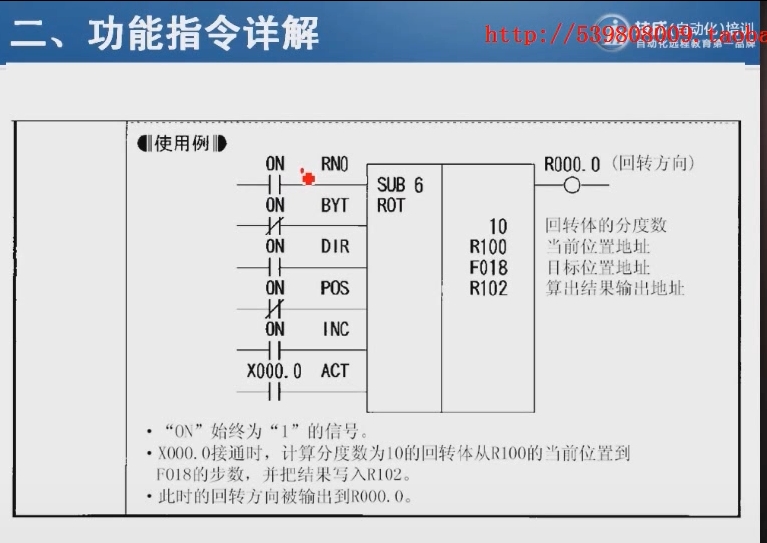 二、功能指令详解
http://539808009.taoba
(自动化)培训
自动化远程教育第一品牌
使用例
ON RNO
ON BYT
ON DIR
ON POS
ON INC
X000.0 ACT
SUB 6
ROT
10
R100
F018
R102
R000.0 (回转方向)
回转体的分度数
当前位置地址
目标位置地址
算出结果输出地址
·“ON”始终为“1”的信号。
·X000.0接通时，计算分度数为10的回转体从R100的当前位置到
F018的步数，并把结果写入R102。
·此时的回转方向被输出到R000.0。